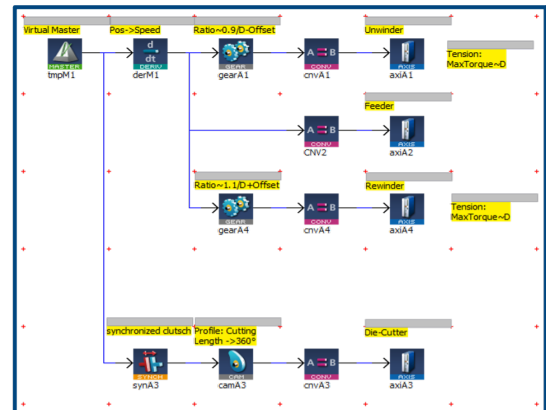 Virtual Master
Pos->Speed
Ratio~0.9/D-Offset
Unwinder
d
dt
A B
MASTER
DERIV
GEAR
CONV
AXIS
tmpM1
derM1
gearA1
cnvA1
axiA1
Tension:
MaxTorque~D
Feeder
A B
CONV
AXIS
CNV2
axiA2
Ratio~1.1/D+Offset
Rewinder
A B
GEAR
CONV
AXIS
gearA4
cnvA4
axiA4
Tension:
MaxTorque~D
synchronized clutsch
Profile: Cutting
Length ->360°
Die-Cutter
A B
SYNCH
CAM
CONV
AXIS
synA3
camA3
cnvA3
axiA3